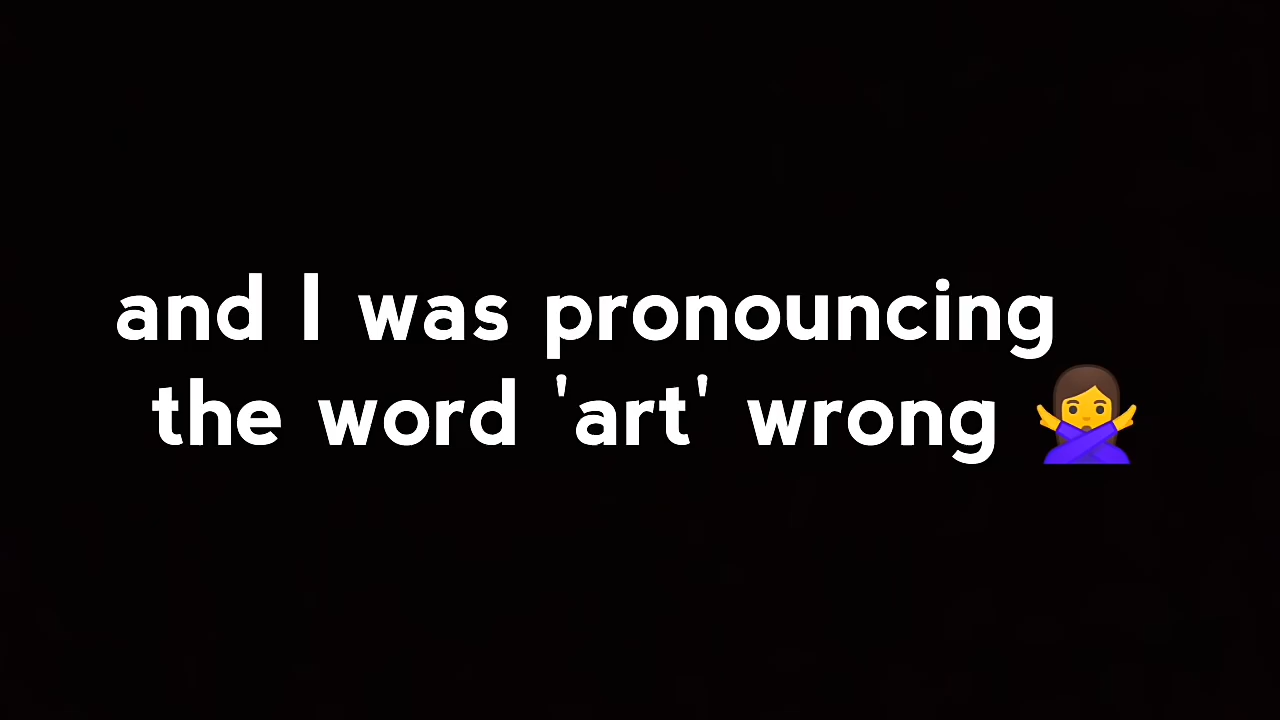 and I was pronouncing
the word 'art' wrong 🙅‍♀️